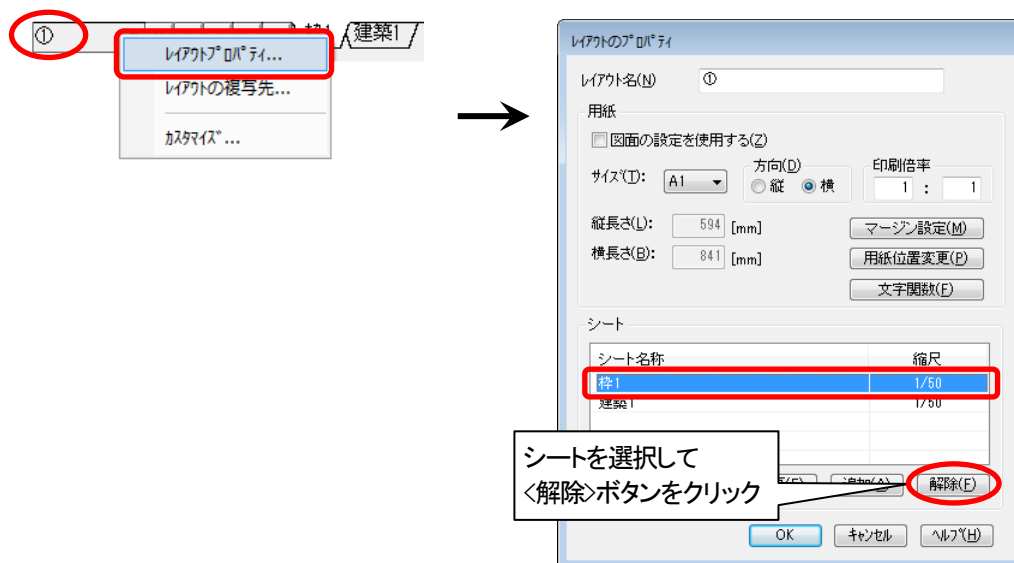 ①
建築1
レイアウトプロパティ...
レイアウトの複写先...
カスタマイズ...
レイアウトのプロパティ
レイアウト名(N) ①
用紙
図面の設定を使用する(Z)
サイズ(T): A1
方向(D)
縦 横
印刷倍率
1 : 1
縦長さ(L): 594 [mm]
横長さ(B): 841 [mm]
マージン設定(M)
用紙位置変更(P)
文字関数(F)
シート
シート名称 縮尺
枠1 1/50
建築1 1/50
シートを選択して
<解除>ボタンをクリック
解除(F)
OK キャンセル ヘルプ(H)